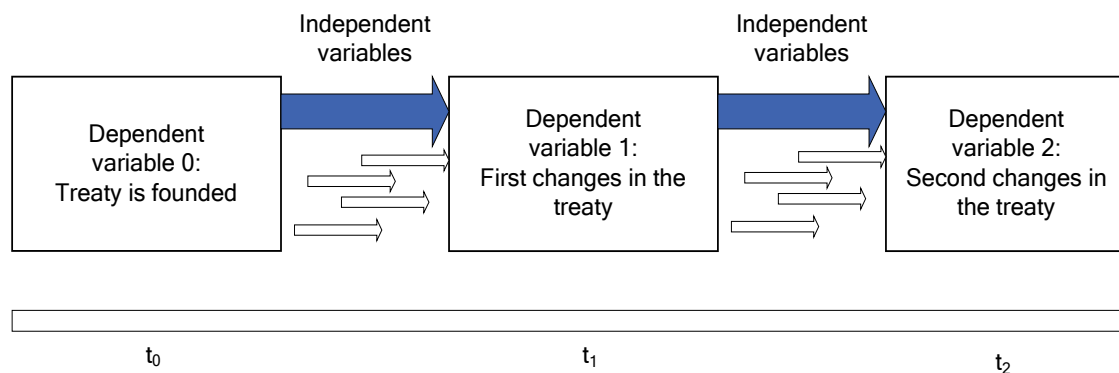 Independent
variables
Independent
variables
Dependent
variable 0:
Treaty is founded
Dependent
variable 1:
First changes in the
treaty
Dependent
variable 2:
Second changes in
the treaty
t₀
t₁
t₂